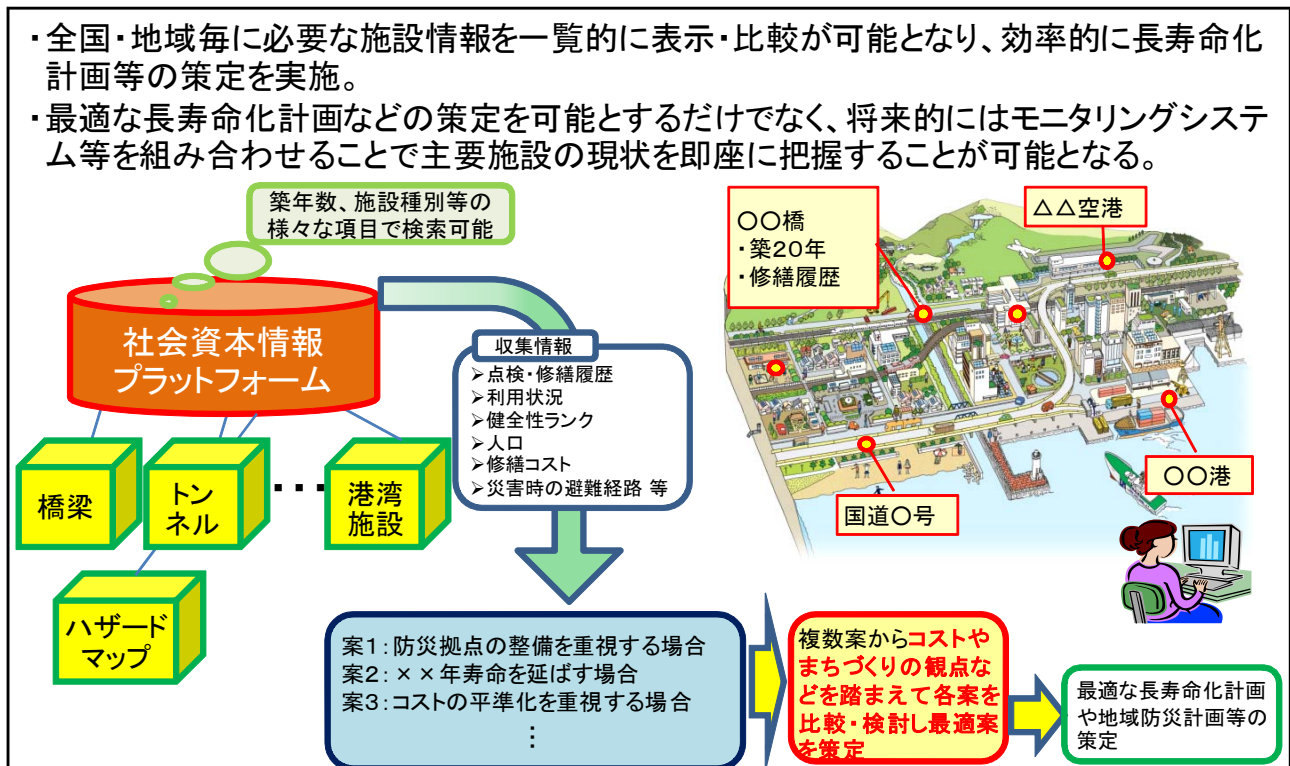 ・全国・地域毎に必要な施設情報を一覧的に表示・比較が可能となり、効率的に長寿命化
計画等の策定を実施。
・最適な長寿命化計画などの策定を可能とするだけでなく、将来的にはモニタリングシステ
ム等を組み合わせることで主要施設の現状を即座に把握することが可能となる。
築年数、施設種別等の
様々な項目で検索可能
社会資本情報
プラットフォーム
橋梁
トン
ネル
・・・
港湾
施設
ハザード
マップ
収集情報
➢点検・修繕履歴
➢利用状況
➢健全性ランク
➢人口
➢修繕コスト
➢災害時の避難経路 等
〇〇橋
・築20年
・修繕履歴
△△空港
国道〇号
〇〇港
案1:防災拠点の整備を重視する場合
案2:××年寿命を延ばす場合
案3:コストの平準化を重視する場合
⋮
複数案からコストや
まちづくりの観点な
どを踏まえて各案を
比較・検討し最適案
を策定
最適な長寿命化計画
や地域防災計画等の
策定